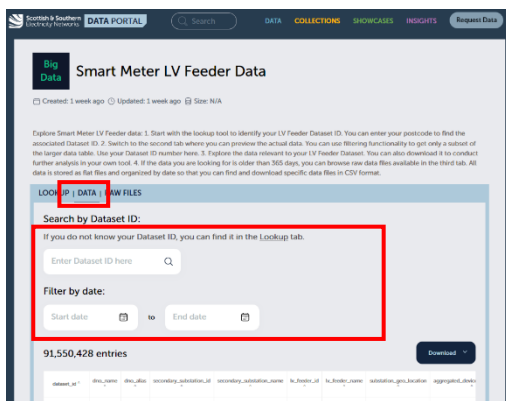 Scottish & Southern
Electricity Networks
DATA PORTAL
Search
DATA COLLECTIONS SHOWCASES INSIGHTS Request Data
Big
Data
Smart Meter LV Feeder Data
Created: 1 week ago Updated: 1 week ago Size: N/A
Explore Smart Meter LV Feeder data: 1. Start with the lookup tool to identify your LV Feeder Dataset ID. You can enter your postcode to find the
associated Dataset ID. 2. Switch to the second tab where you can preview the actual data. You can use filtering functionality to get only a subset of
the larger data table. Use your Dataset ID number here. 3. Explore the data relevant to your LV Feeder Dataset. You can also download it to conduct
further analysis in your own tool. 4. If the data you are looking for is older than 365 days, you can browse raw data files available in the third tab. All
data is stored as flat files and organized by date so that you can find and download specific data files in CSV format.
LOOKUP | DATA | RAW FILES
Search by Dataset ID:
If you do not know your Dataset ID, you can find it in the Lookup tab.
Enter Dataset ID here
Filter by date:
Start date to End date
91,550,428 entries
Download
dataset_id dno_name dno_alias secondary_substation_id secondary_substation_name lv_feeder_id lv_feeder_name substation_geo_location aggregated_device